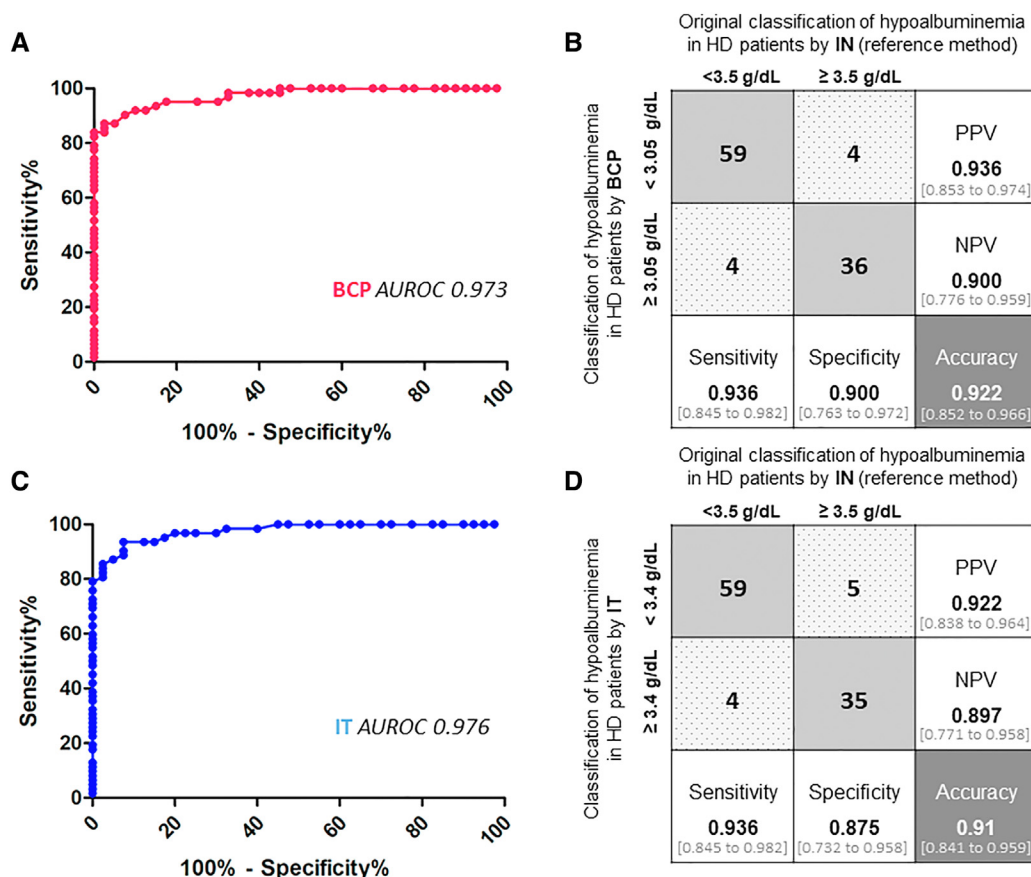 A
Sensitivity%
100
80
60
40
20
0
BCP AUROC 0.973
0
20
40
60
80
100
100% - Specificity%
B
Original classification of hypoalbuminemia
in HD patients by IN (reference method)
<3.5 g/dL
≥ 3.5 g/dL
Classification of hypoalbuminemia
in HD patients by BCP
< 3.05 g/dL
≥ 3.05 g/dL
59
4
PPV
0.936
[0.853 to 0.974]
4
36
NPV
0.900
[0.776 to 0.959]
Sensitivity
0.936
[0.845 to 0.982]
Specificity
0.900
[0.763 to 0.972]
Accuracy
0.922
[0.852 to 0.966]
C
Sensitivity%
100
80
60
40
20
0
IT AUROC 0.976
0
20
40
60
80
100
100% - Specificity%
D
Original classification of hypoalbuminemia
in HD patients by IN (reference method)
<3.5 g/dL
≥ 3.5 g/dL
Classification of hypoalbuminemia
in HD patients by IT
< 3.4 g/dL
≥ 3.4 g/dL
59
5
PPV
0.922
[0.838 to 0.964]
4
35
NPV
0.897
[0.771 to 0.958]
Sensitivity
0.936
[0.845 to 0.982]
Specificity
0.875
[0.732 to 0.958]
Accuracy
0.91
[0.841 to 0.959]